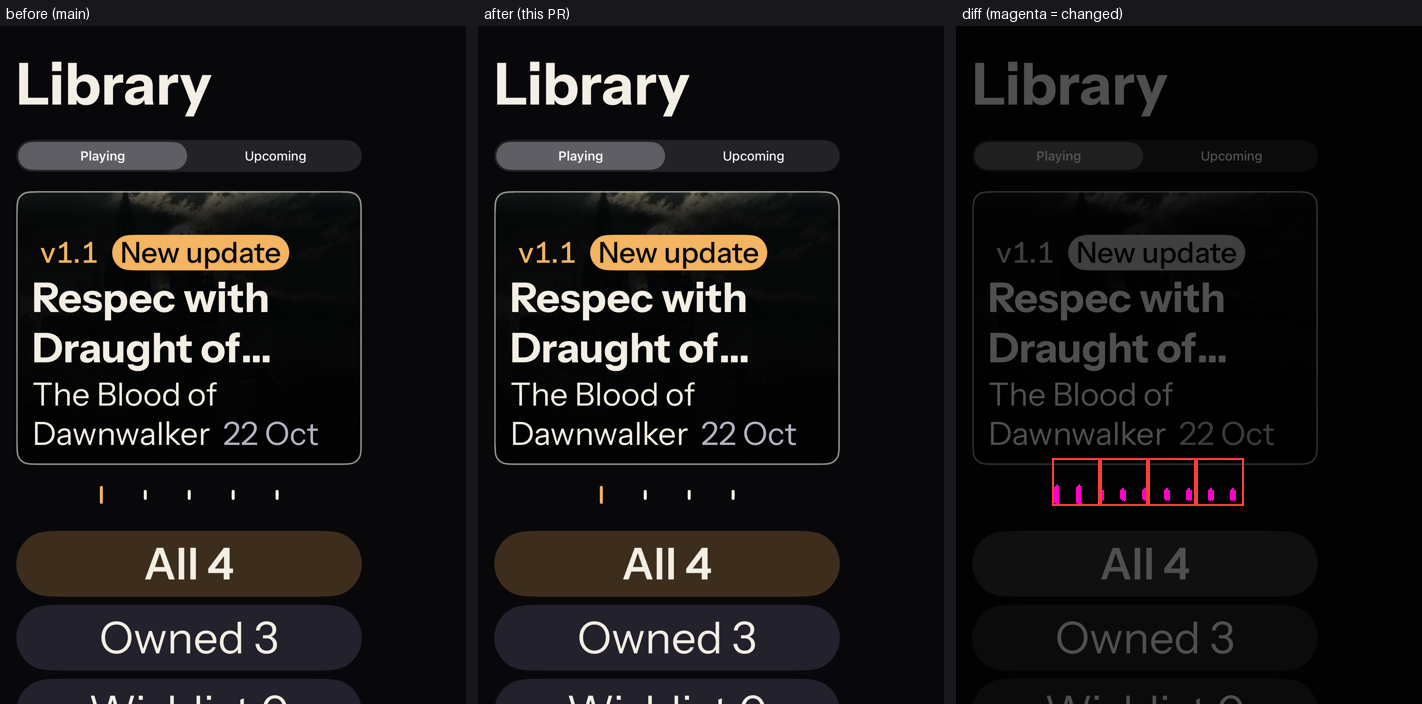 before (main)
after (this PR)
diff (magenta = changed)
Library
Playing Upcoming
v1.1 New update
Respec with
Draught of...
The Blood of
Dawnwalker 22 Oct
All 4
Owned 3
Library
Playing Upcoming
v1.1 New update
Respec with
Draught of...
The Blood of
Dawnwalker 22 Oct
All 4
Owned 3
Library
Playing Upcoming
v1.1 New update
Respec with
Draught of...
The Blood of
Dawnwalker 22 Oct
All 4
Owned 3